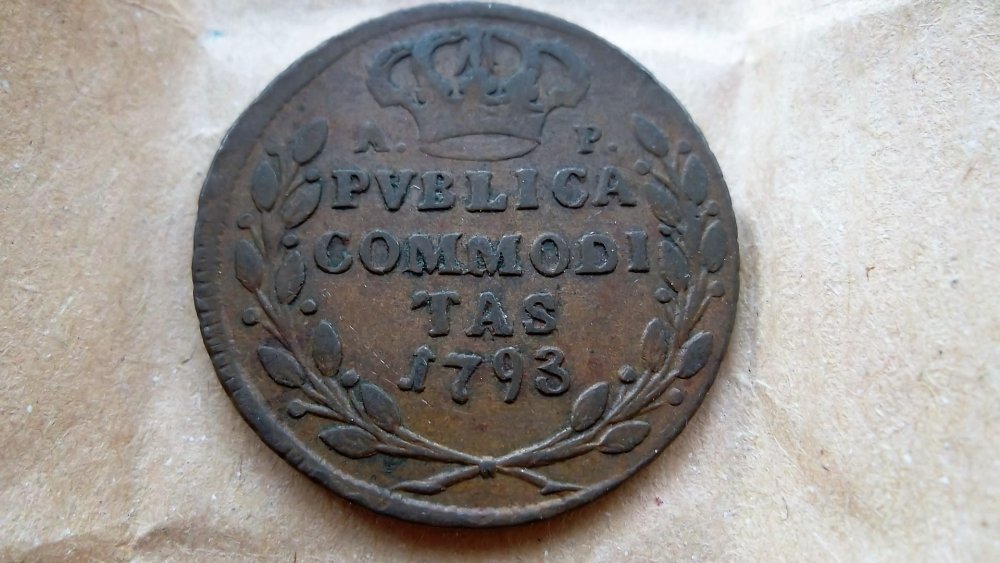 A. P.
PVBLICA
COMMODI
TAS
1793